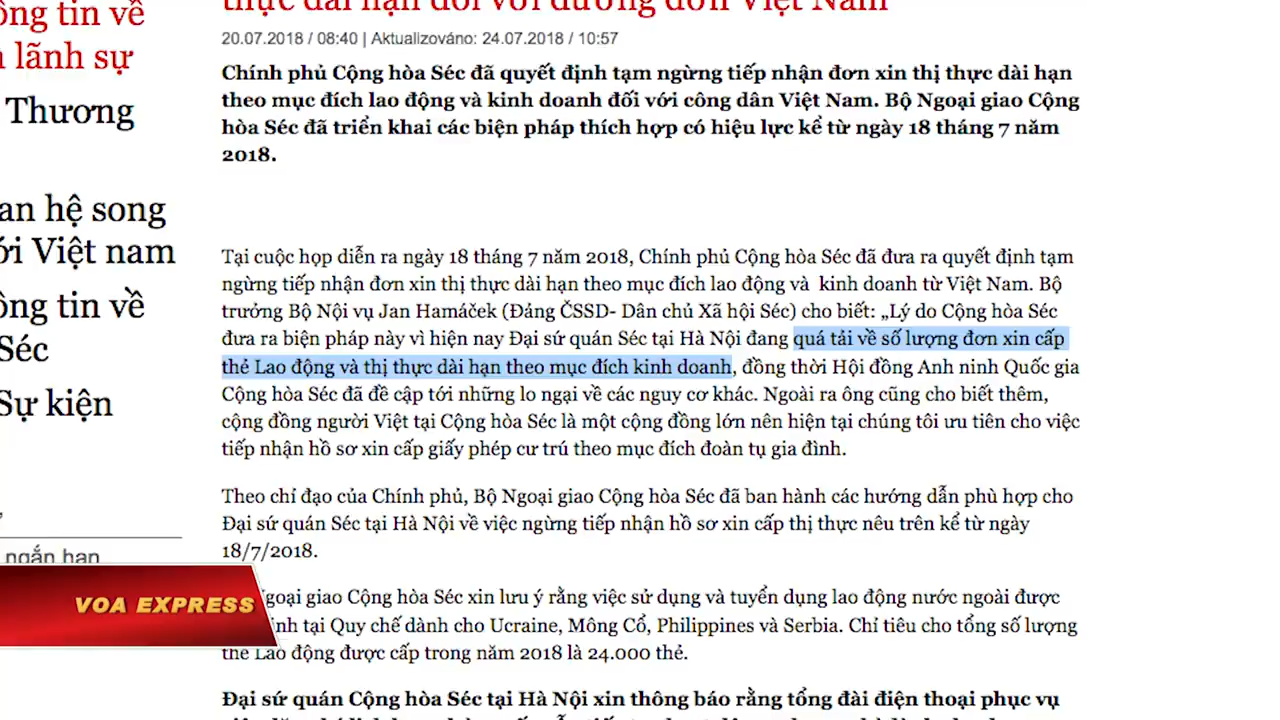 ông tin về
lãnh sự
Thương
an hệ song
ới Việt nam
ông tin về
Séc
Sự kiện
ngắn hạn
thực dài hạn đối với đương đơn Việt Nam
20.07.2018 / 08:40 | Aktualizováno: 24.07.2018 / 10:57
Chính phủ Cộng hòa Séc đã quyết định tạm ngừng tiếp nhận đơn xin thị thực dài hạn
theo mục đích lao động và kinh doanh đối với công dân Việt Nam. Bộ Ngoại giao Cộng
hòa Séc đã triển khai các biện pháp thích hợp có hiệu lực kể từ ngày 18 tháng 7 năm
2018.
Tại cuộc họp diễn ra ngày 18 tháng 7 năm 2018, Chính phủ Cộng hòa Séc đã đưa ra quyết định tạm
ngừng tiếp nhận đơn xin thị thực dài hạn theo mục đích lao động và kinh doanh từ Việt Nam. Bộ
trưởng Bộ Nội vụ Jan Hamáček (Đảng ČSSD- Dân chủ Xã hội Séc) cho biết: „Lý do Cộng hòa Séc
đưa ra biện pháp này vì hiện nay Đại sứ quán Séc tại Hà Nội đang quá tải về số lượng đơn xin cấp
thẻ Lao động và thị thực dài hạn theo mục đích kinh doanh, đồng thời Hội đồng Anh ninh Quốc gia
Cộng hòa Séc đã đề cập tới những lo ngại về các nguy cơ khác. Ngoài ra ông cũng cho biết thêm,
cộng đồng người Việt tại Cộng hòa Séc là một cộng đồng lớn nên hiện tại chúng tôi ưu tiên cho việc
tiếp nhận hồ sơ xin cấp giấy phép cư trú theo mục đích đoàn tụ gia đình.
Theo chỉ đạo của Chính phủ, Bộ Ngoại giao Cộng hòa Séc đã ban hành các hướng dẫn phù hợp cho
Đại sứ quán Séc tại Hà Nội về việc ngừng tiếp nhận hồ sơ xin cấp thị thực nêu trên kể từ ngày
18/7/2018.
goại giao Cộng hòa Séc xin lưu ý rằng việc sử dụng và tuyển dụng lao động nước ngoài được
ịnh tại Quy chế dành cho Ucraine, Mông Cổ, Philippines và Serbia. Chỉ tiêu cho tổng số lượng
thẻ Lao động được cấp trong năm 2018 là 24.000 thẻ.
Đại sứ quán Cộng hòa Séc tại Hà Nội xin thông báo rằng tổng đài điện thoại phục vụ
VOA EXPRESS